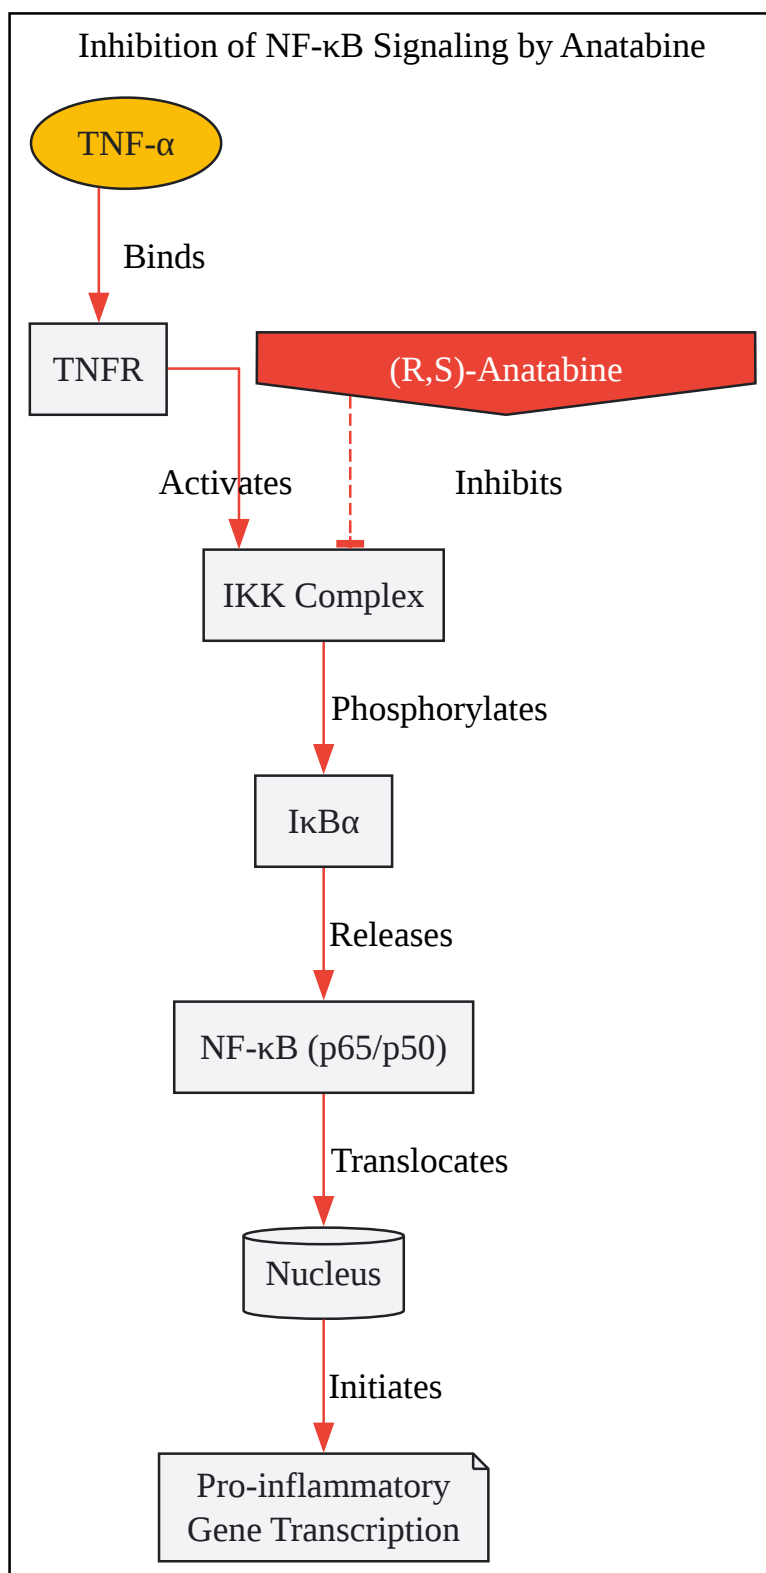 Inhibition of NF-κB Signaling by Anatabine
TNF-α
Binds
TNFR
(R,S)-Anatabine
Activates
Inhibits
IKK Complex
Phosphorylates
IκBα
Releases
NF-κB (p65/p50)
Translocates
Nucleus
Initiates
Pro-inflammatory
Gene Transcription